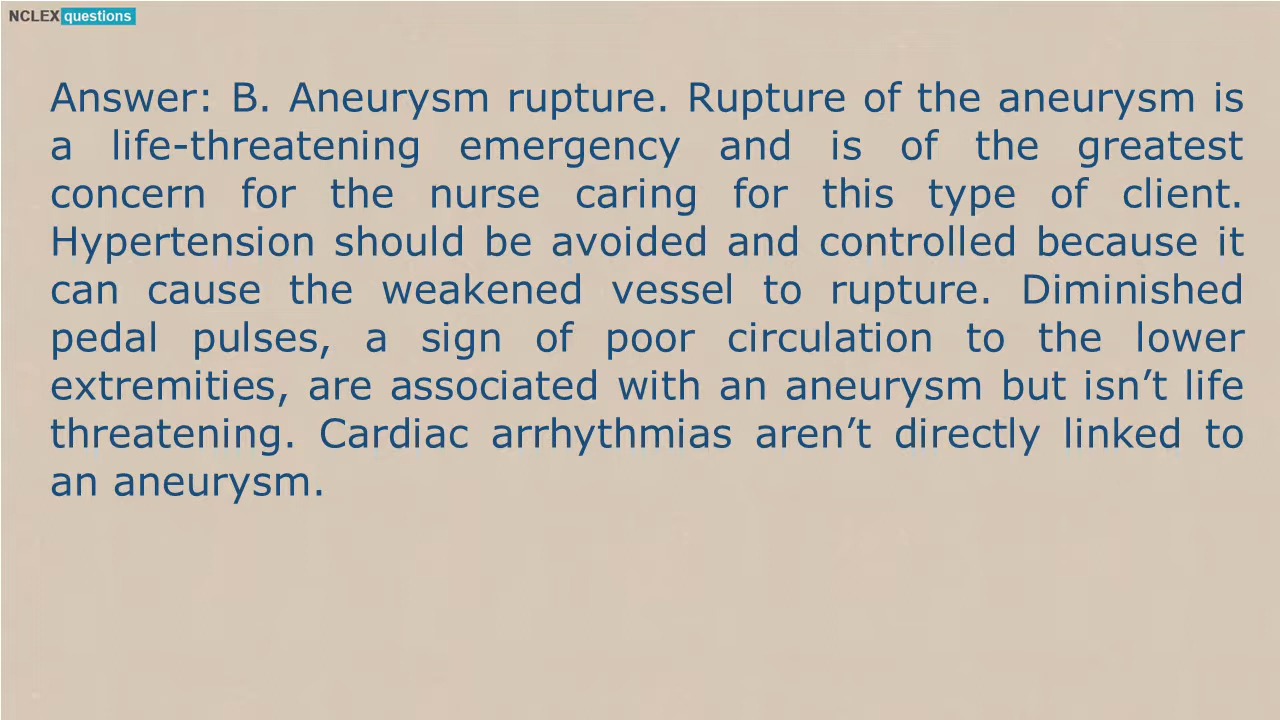 NCLEX questions
Answer: B. Aneurysm rupture. Rupture of the aneurysm is
a life-threatening emergency and is of the greatest
concern for the nurse caring for this type of client.
Hypertension should be avoided and controlled because it
can cause the weakened vessel to rupture. Diminished
pedal pulses, a sign of poor circulation to the lower
extremities, are associated with an aneurysm but isn’t life
threatening. Cardiac arrhythmias aren’t directly linked to
an aneurysm.